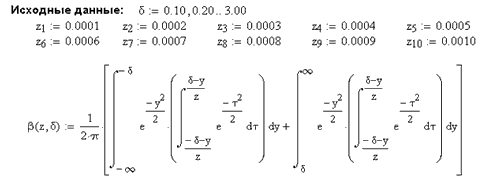 Исходные данные: δ := 0.10, 0.20 .. 3.00
z₁ := 0.0001 z₂ := 0.0002 z₃ := 0.0003 z₄ := 0.0004 z₅ := 0.0005
z₆ := 0.0006 z₇ := 0.0007 z₈ := 0.0008 z₉ := 0.0009 z₁₀ := 0.0010
β(z, δ) := 1/(2·π) · [ ∫_{-∞}^{-δ} e^{-y²/2} · ( ∫_{(-δ-y)/z}^{(δ-y)/z} e^{-τ²/2} dτ ) dy + ∫_{δ}^{∞} e^{-y²/2} · ( ∫_{(-δ-y)/z}^{(δ-y)/z} e^{-τ²/2} dτ ) dy ]